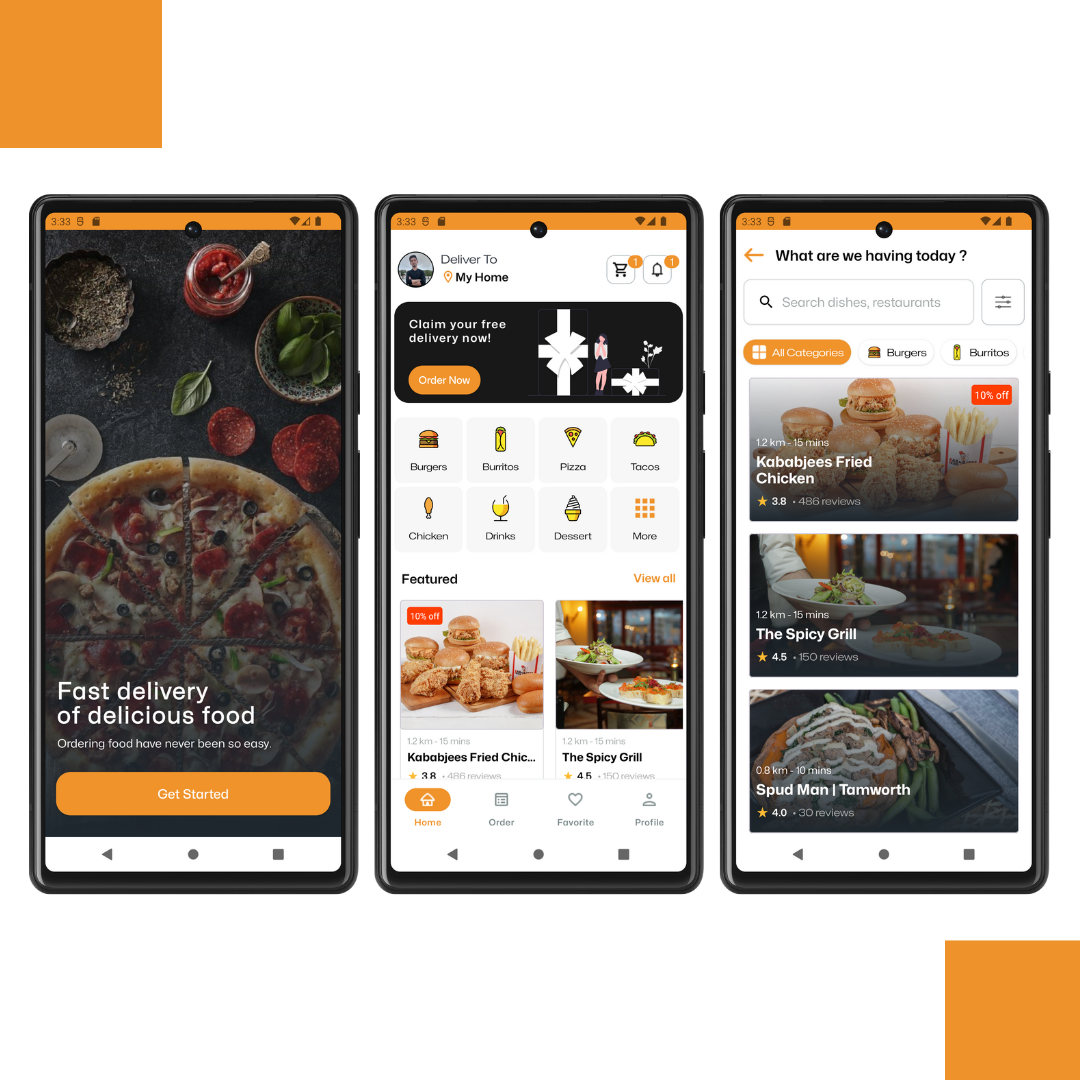 3:33
Fast delivery
of delicious food
Ordering food have never been so easy.
Get Started
3:33
Deliver To
My Home
1
1
Claim your free
delivery now!
Order Now
Burgers
Burritos
Pizza
Tacos
Chicken
Drinks
Dessert
More
Featured
View all
10% off
1.2 km - 15 mins
Kababjees Fried Chic...
3.8 • 486 reviews
1.2 km - 15 mins
The Spicy Grill
4.5 • 150 reviews
Home
Order
Favorite
Profile
3:33
What are we having today ?
Search dishes, restaurants
All Categories
Burgers
Burritos
10% off
1.2 km - 15 mins
Kababjees Fried
Chicken
3.8 • 486 reviews
1.2 km - 15 mins
The Spicy Grill
4.5 • 150 reviews
0.8 km - 10 mins
Spud Man | Tamworth
4.0 • 30 reviews